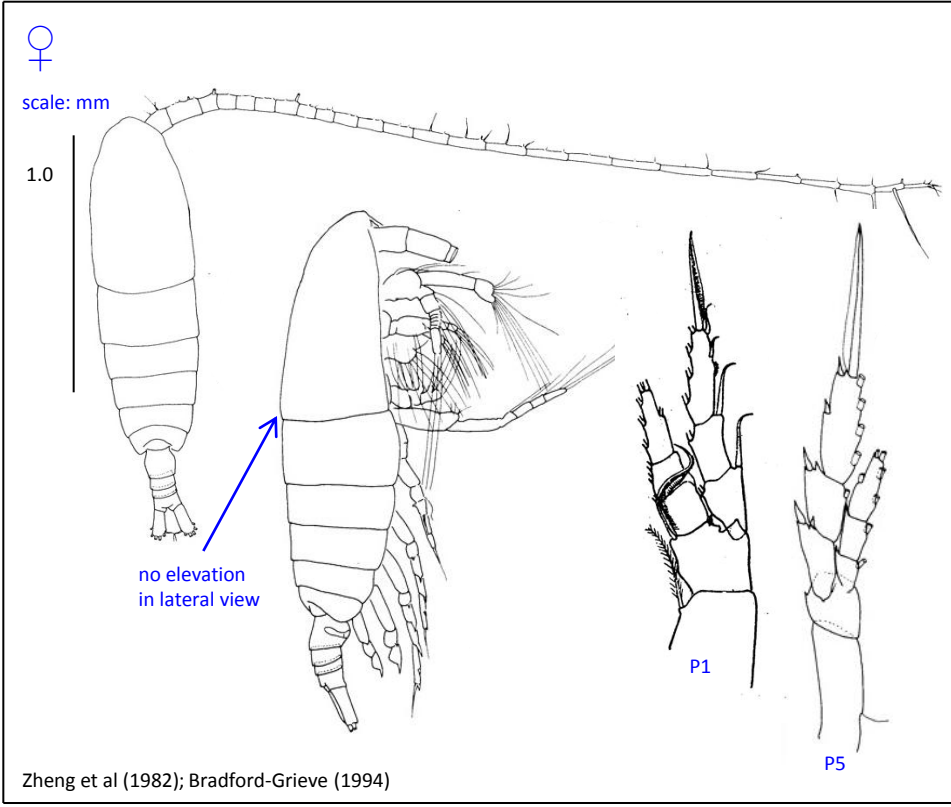 ♀
scale: mm
1.0
no elevation
in lateral view
P1
P5
Zheng et al (1982); Bradford-Grieve (1994)